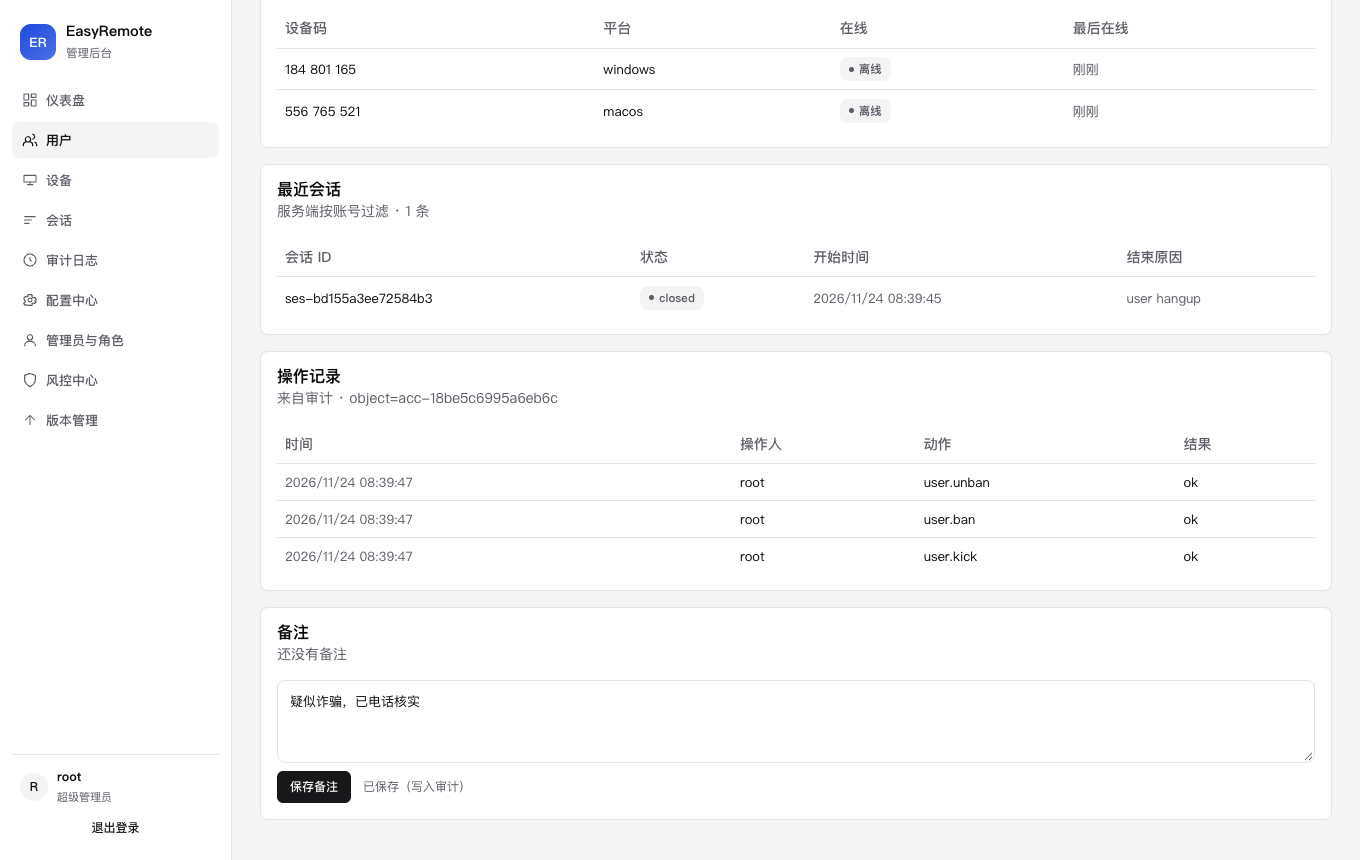 ER
EasyRemote
管理后台
仪表盘
用户
设备
会话
审计日志
配置中心
管理员与角色
风控中心
版本管理
R
root
超级管理员
退出登录
设备码 平台 在线 最后在线
184 801 165 windows 离线 刚刚
556 765 521 macos 离线 刚刚
最近会话
服务端按账号过滤 · 1 条
会话 ID 状态 开始时间 结束原因
ses-bd155a3ee72584b3 closed 2026/11/24 08:39:45 user hangup
操作记录
来自审计 · object=acc-18be5c6995a6eb6c
时间 操作人 动作 结果
2026/11/24 08:39:47 root user.unban ok
2026/11/24 08:39:47 root user.ban ok
2026/11/24 08:39:47 root user.kick ok
备注
还没有备注
疑似诈骗，已电话核实
保存备注 已保存（写入审计）